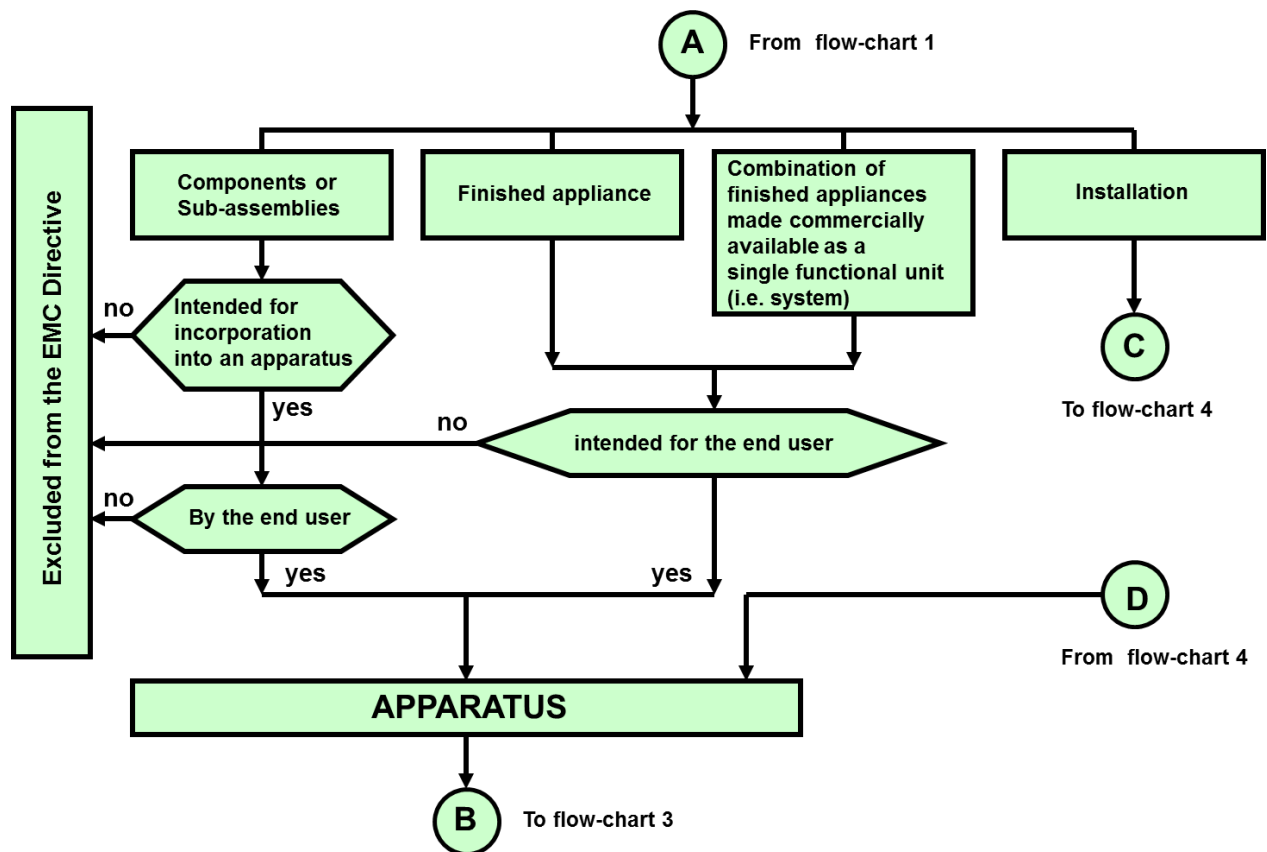 A
From flow-chart 1
Excluded from the EMC Directive
Components or
Sub-assemblies
Finished appliance
Combination of
finished appliances
made commercially
available as a
single functional unit
(i.e. system)
Installation
no
Intended for
incorporation
into an apparatus
yes
C
To flow-chart 4
no
intended for the end user
no
By the end user
yes
yes
D
From flow-chart 4
APPARATUS
B
To flow-chart 3